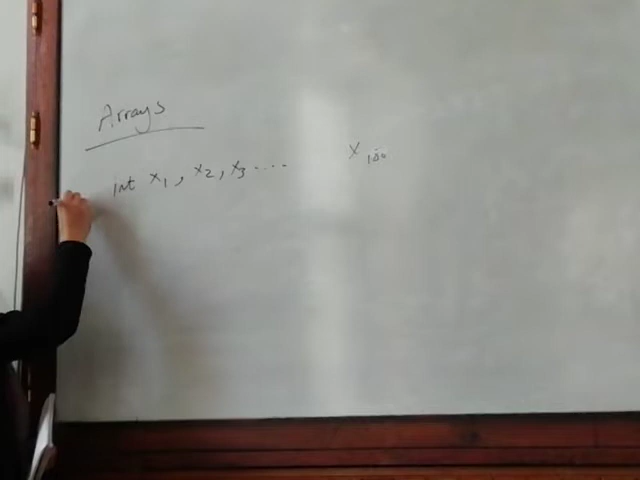 Arrays
int x1, x2, x3.... x100